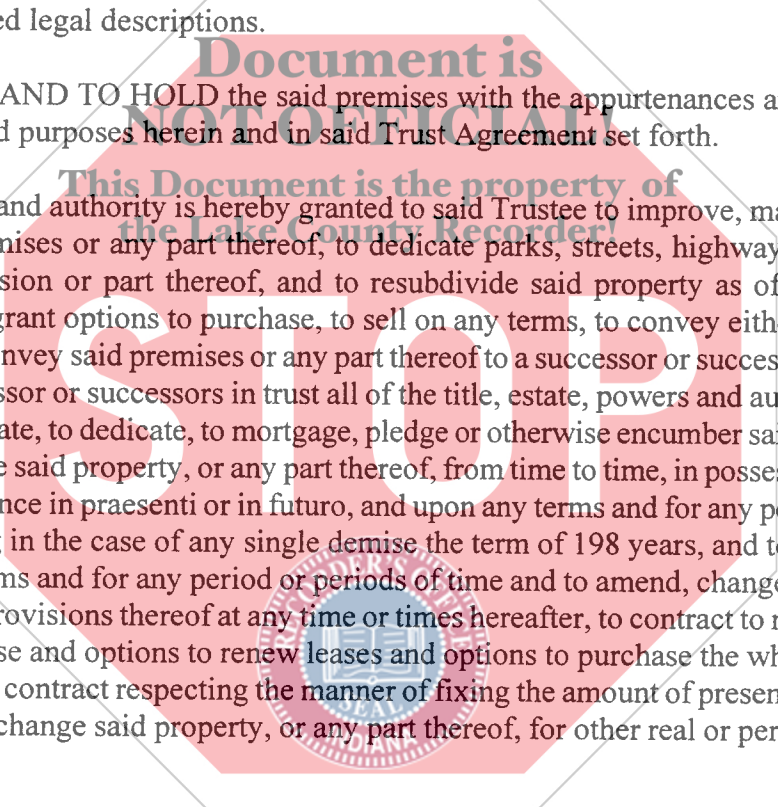 ed legal descriptions.
Document is
AND TO HOLD the said premises with the appurtenances a
NOT OFFICIAL!
d purposes herein and in said Trust Agreement set forth.
This Document is the property of
and authority is hereby granted to said Trustee to improve, ma
the Lake County Recorder!
mises or any part thereof, to dedicate parks, streets, highway
sion or part thereof, and to resubdivide said property as of
grant options to purchase, to sell on any terms, to convey eith
nvey said premises or any part thereof to a successor or succes
STOP
ssor or successors in trust all of the title, estate, powers and au
ate, to dedicate, to mortgage, pledge or otherwise encumber sai
e said property, or any part thereof, from time to time, in posse
nce in praesenti or in futuro, and upon any terms and for any p
in the case of any single demise the term of 198 years, and t
ms and for any period or periods of time and to amend, change
rovisions thereof at any time or times hereafter, to contract to
se and options to renew leases and options to purchase the wh
contract respecting the manner of fixing the amount of presen
change said property, or any part thereof, for other real or per
RECORDER'S OFFICE
SEAL
INDIANA